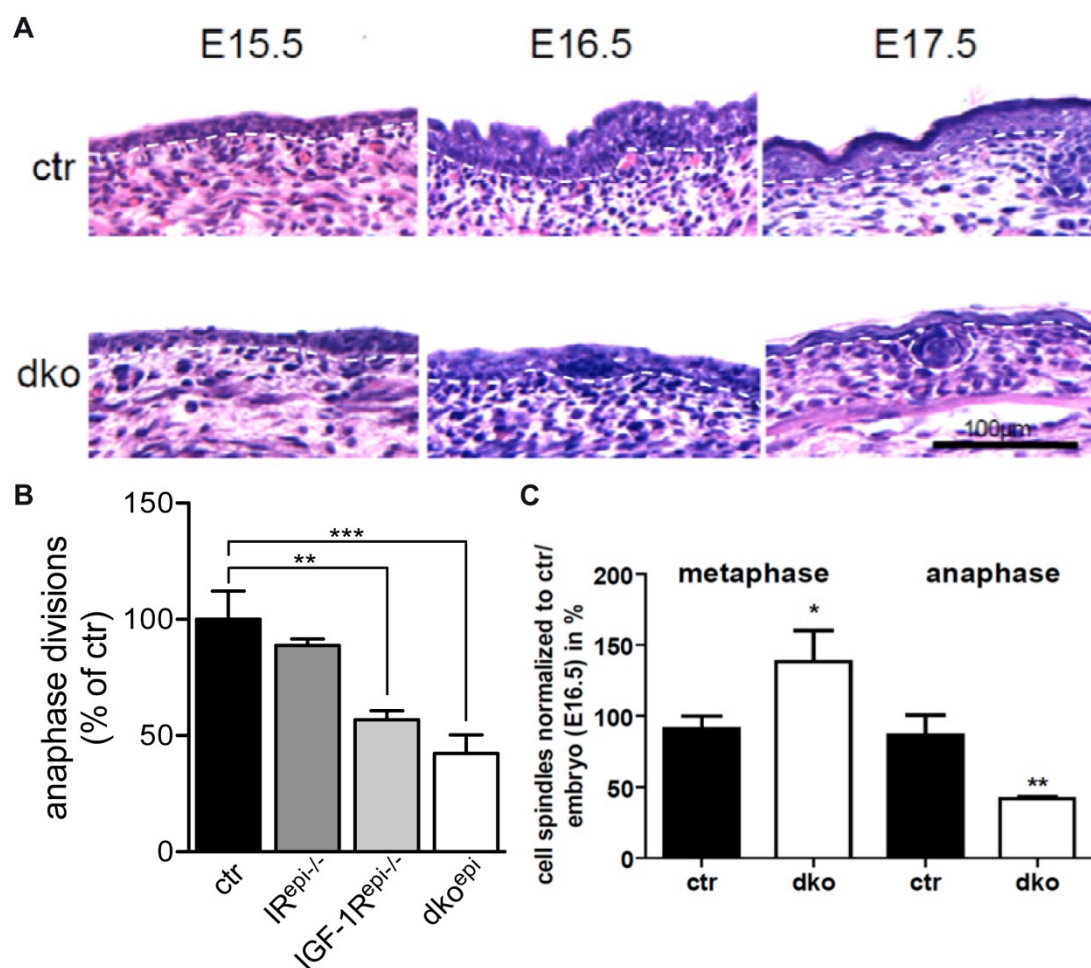 A
E15.5 E16.5 E17.5
ctr
dko
100µm
B
anaphase divisions
(% of ctr)
150
100
50
0
***
**
ctr
IRepi-/-
IGF-1Repi-/-
dkoepi
C
cell spindles normalized to ctr/
embryo (E16.5) in %
200
150
100
50
0
metaphase anaphase
*
**
ctr dko ctr dko